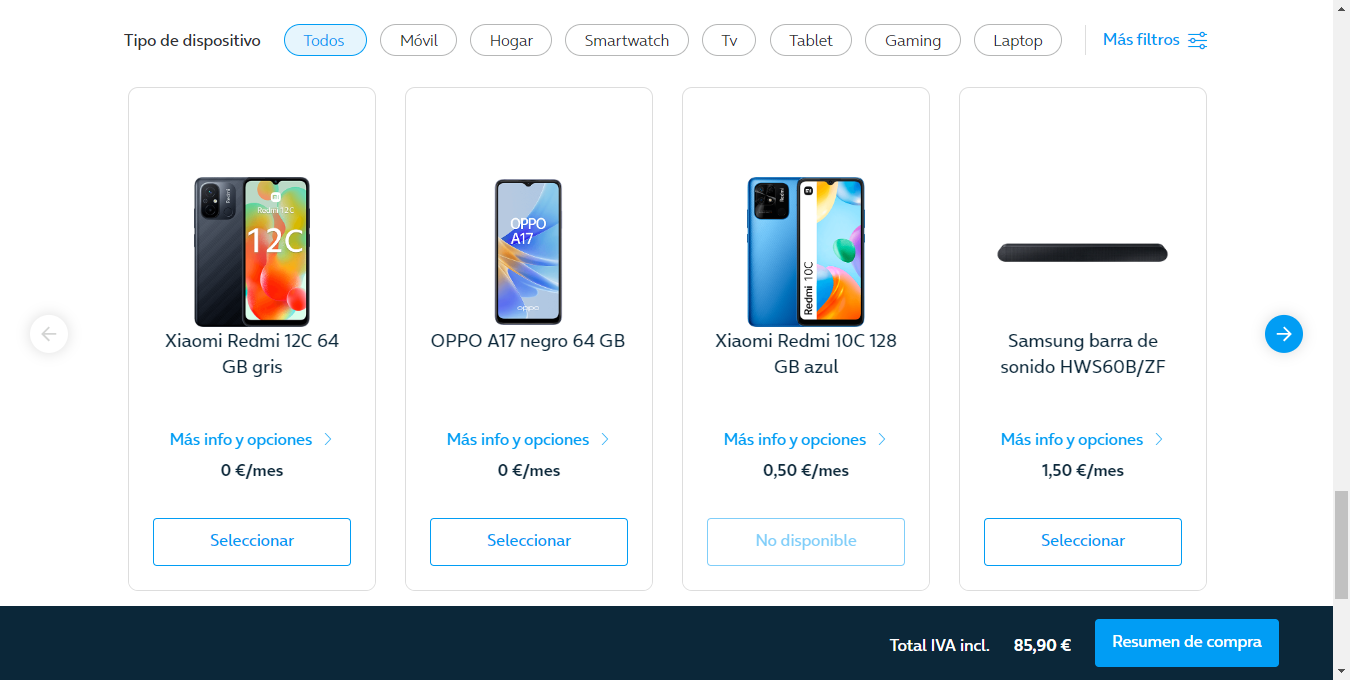 Tipo de dispositivo Todos Móvil Hogar Smartwatch Tv Tablet Gaming Laptop Más filtros
Redmi
Redmi 12C
12C
Xiaomi Redmi 12C 64
GB gris
Más info y opciones
0 €/mes
Seleccionar
OPPO
A17
oppo
OPPO A17 negro 64 GB
Más info y opciones
0 €/mes
Seleccionar
Redmi
Redmi 10C
Xiaomi Redmi 10C 128
GB azul
Más info y opciones
0,50 €/mes
No disponible
Samsung barra de
sonido HWS60B/ZF
Más info y opciones
1,50 €/mes
Seleccionar
Total IVA incl. 85,90 € Resumen de compra